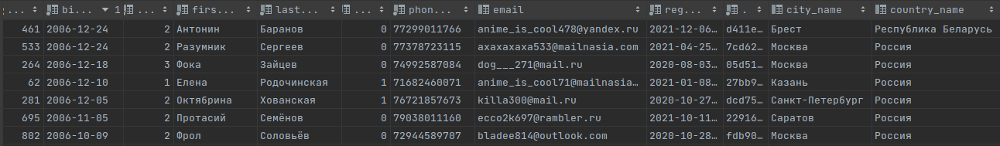 ... bi... 1 ... firs... last... ... phon... email reg... . city_name country_name
461 2006-12-24 2 Антонин Баранов 0 77299011766 anime_is_cool478@yandex.ru 2021-12-06… d411e… Брест Республика Беларусь
533 2006-12-24 2 Разумник Сергеев 0 77378723115 axaxaxaxa533@mailnasia.com 2021-04-25… 7cd62… Москва Россия
264 2006-12-18 3 Фока Зайцев 0 74992587084 dog___271@mail.ru 2020-08-03… 05d51… Москва Россия
62 2006-12-10 1 Елена Родочинская 1 71682460071 anime_is_cool71@mailnasia… 2021-01-08… 27bb9… Казань Россия
281 2006-12-05 2 Октябрина Хованская 1 76721857673 killa300@mail.ru 2020-10-27… dcd75… Санкт-Петербург Россия
695 2006-11-05 2 Протасий Семёнов 0 79038011160 ecco2k697@rambler.ru 2021-10-11… 22916… Саратов Россия
802 2006-10-09 2 Фрол Соловьёв 0 72944589707 bladee814@outlook.com 2020-10-28… fdb90… Москва Россия